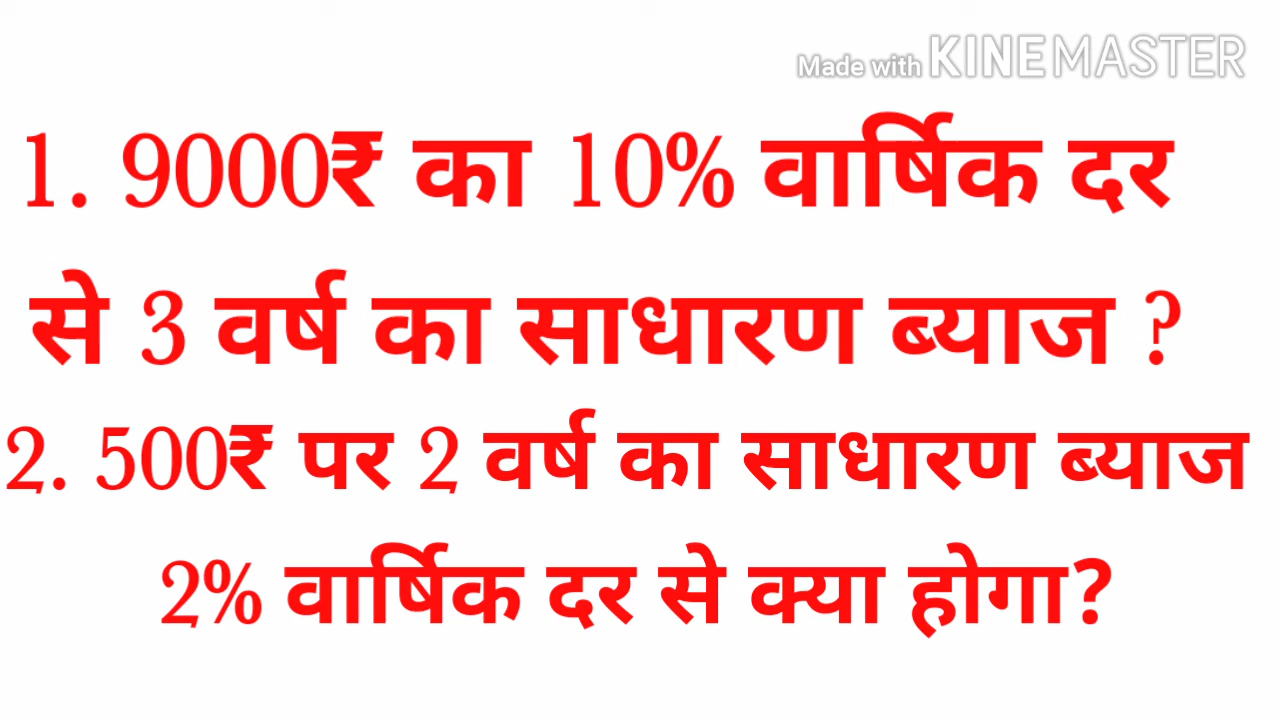 Made with KINEMASTER
1. 9000₹ का 10% वार्षिक दर
से 3 वर्ष का साधारण ब्याज ?
2. 500₹ पर 2 वर्ष का साधारण ब्याज
2% वार्षिक दर से क्या होगा?